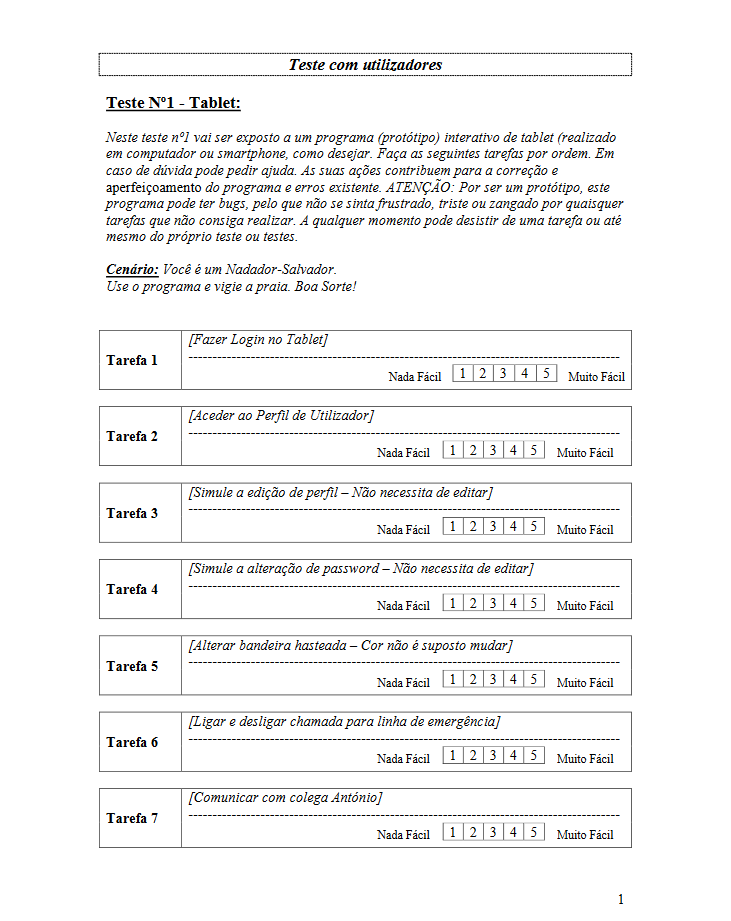 Teste com utilizadores
Teste Nº1 - Tablet:
Neste teste nº1 vai ser exposto a um programa (protótipo) interativo de tablet (realizado
em computador ou smartphone, como desejar. Faça as seguintes tarefas por ordem. Em
caso de dúvida pode pedir ajuda. As suas ações contribuem para a correção e
aperfeiçoamento do programa e erros existente. ATENÇÃO: Por ser um protótipo, este
programa pode ter bugs, pelo que não se sinta frustrado, triste ou zangado por quaisquer
tarefas que não consiga realizar. A qualquer momento pode desistir de uma tarefa ou até
mesmo do próprio teste ou testes.
Cenário: Você é um Nadador-Salvador.
Use o programa e vigie a praia. Boa Sorte!
Tarefa 1
[Fazer Login no Tablet]
Nada Fácil 1 2 3 4 5 Muito Fácil
Tarefa 2
[Aceder ao Perfil de Utilizador]
Nada Fácil 1 2 3 4 5 Muito Fácil
Tarefa 3
[Simule a edição de perfil – Não necessita de editar]
Nada Fácil 1 2 3 4 5 Muito Fácil
Tarefa 4
[Simule a alteração de password – Não necessita de editar]
Nada Fácil 1 2 3 4 5 Muito Fácil
Tarefa 5
[Alterar bandeira hasteada – Cor não é suposto mudar]
Nada Fácil 1 2 3 4 5 Muito Fácil
Tarefa 6
[Ligar e desligar chamada para linha de emergência]
Nada Fácil 1 2 3 4 5 Muito Fácil
Tarefa 7
[Comunicar com colega António]
Nada Fácil 1 2 3 4 5 Muito Fácil
1